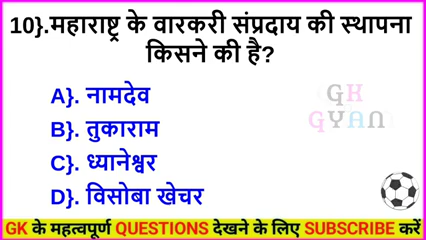 10}.महाराष्ट्र के वारकरी संप्रदाय की स्थापना
किसने की है?
GK
GYAN
A}. नामदेव
B}. तुकाराम
C}. ध्यानेश्वर
D}. विसोबा खेचर
GK के महत्वपूर्ण QUESTIONS देखने के लिए SUBSCRIBE करें